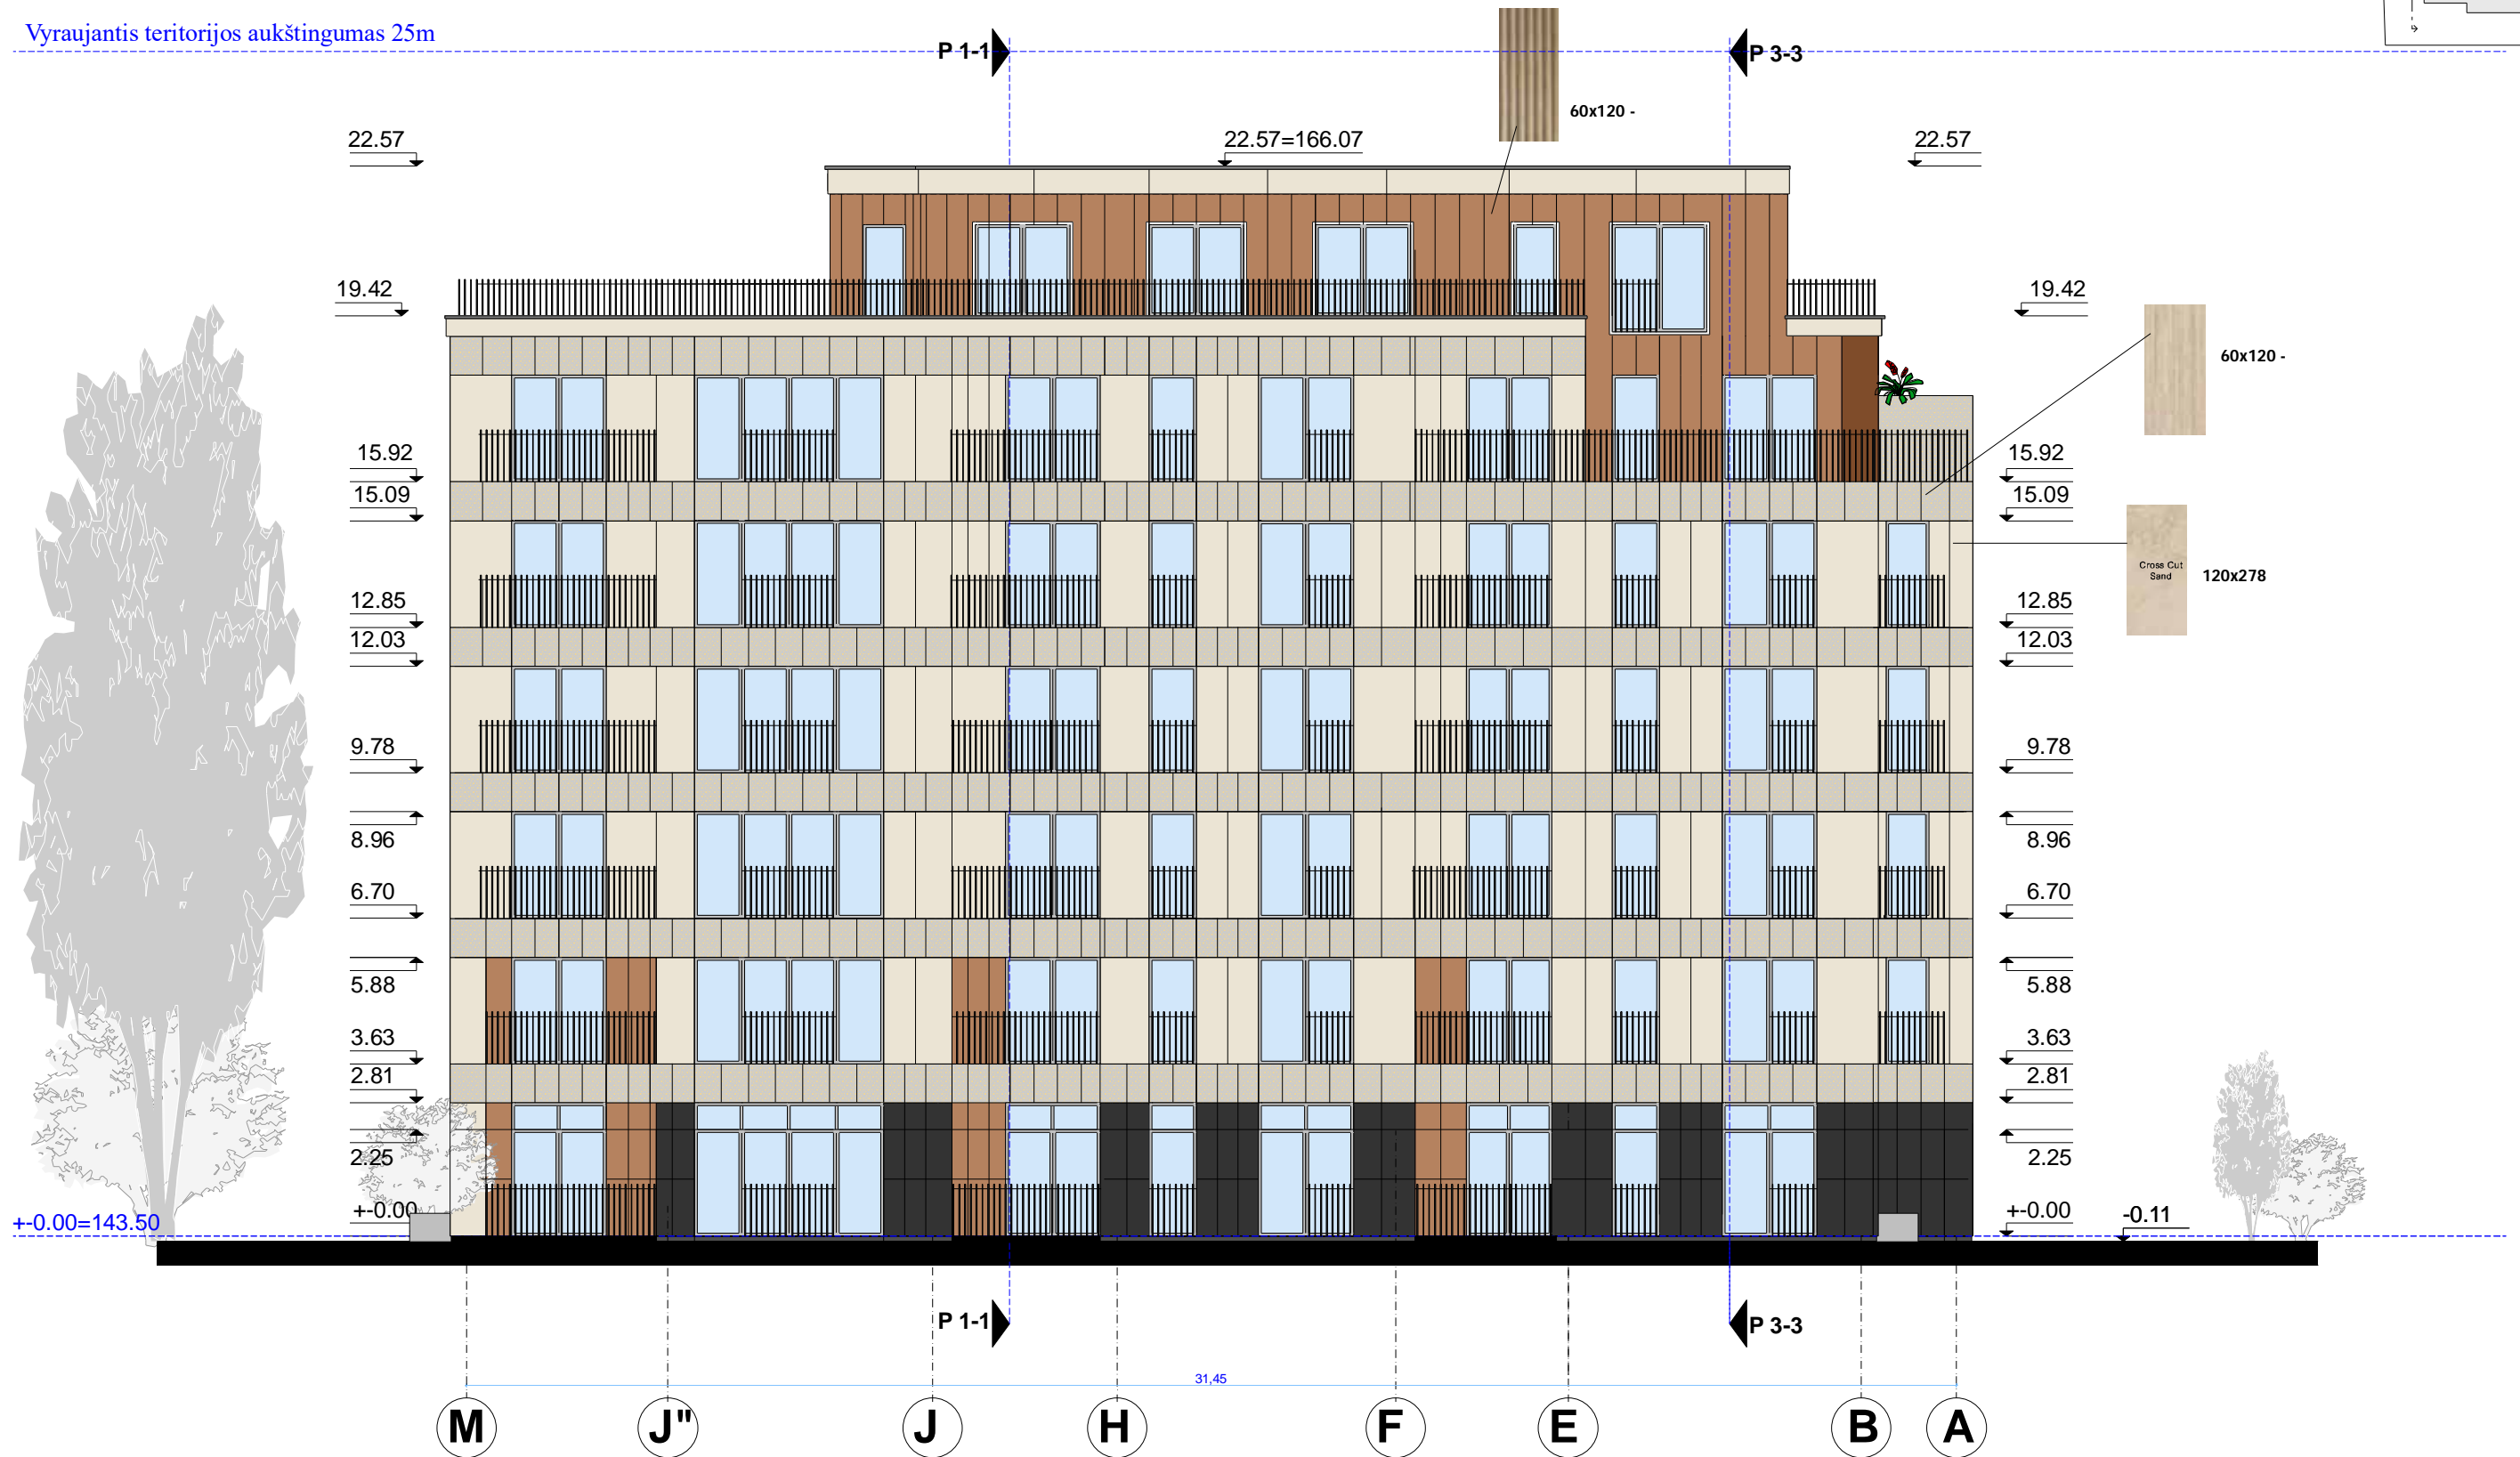 Vyraujantis teritorijos aukštingumas 25m
P 1-1
P 3-3
60x120 -
22.57
22.57=166.07
22.57
19.42
19.42
60x120 -
15.92
15.92
15.09
15.09
Cross Cut
Sand
120x278
12.85
12.85
12.03
12.03
9.78
9.78
8.96
8.96
6.70
6.70
5.88
5.88
3.63
3.63
2.81
2.81
2.25
2.25
+-0.00
+-0.00
-0.11
+-0.00=143.50
P 1-1
P 3-3
31,45
M J" J H F E B A